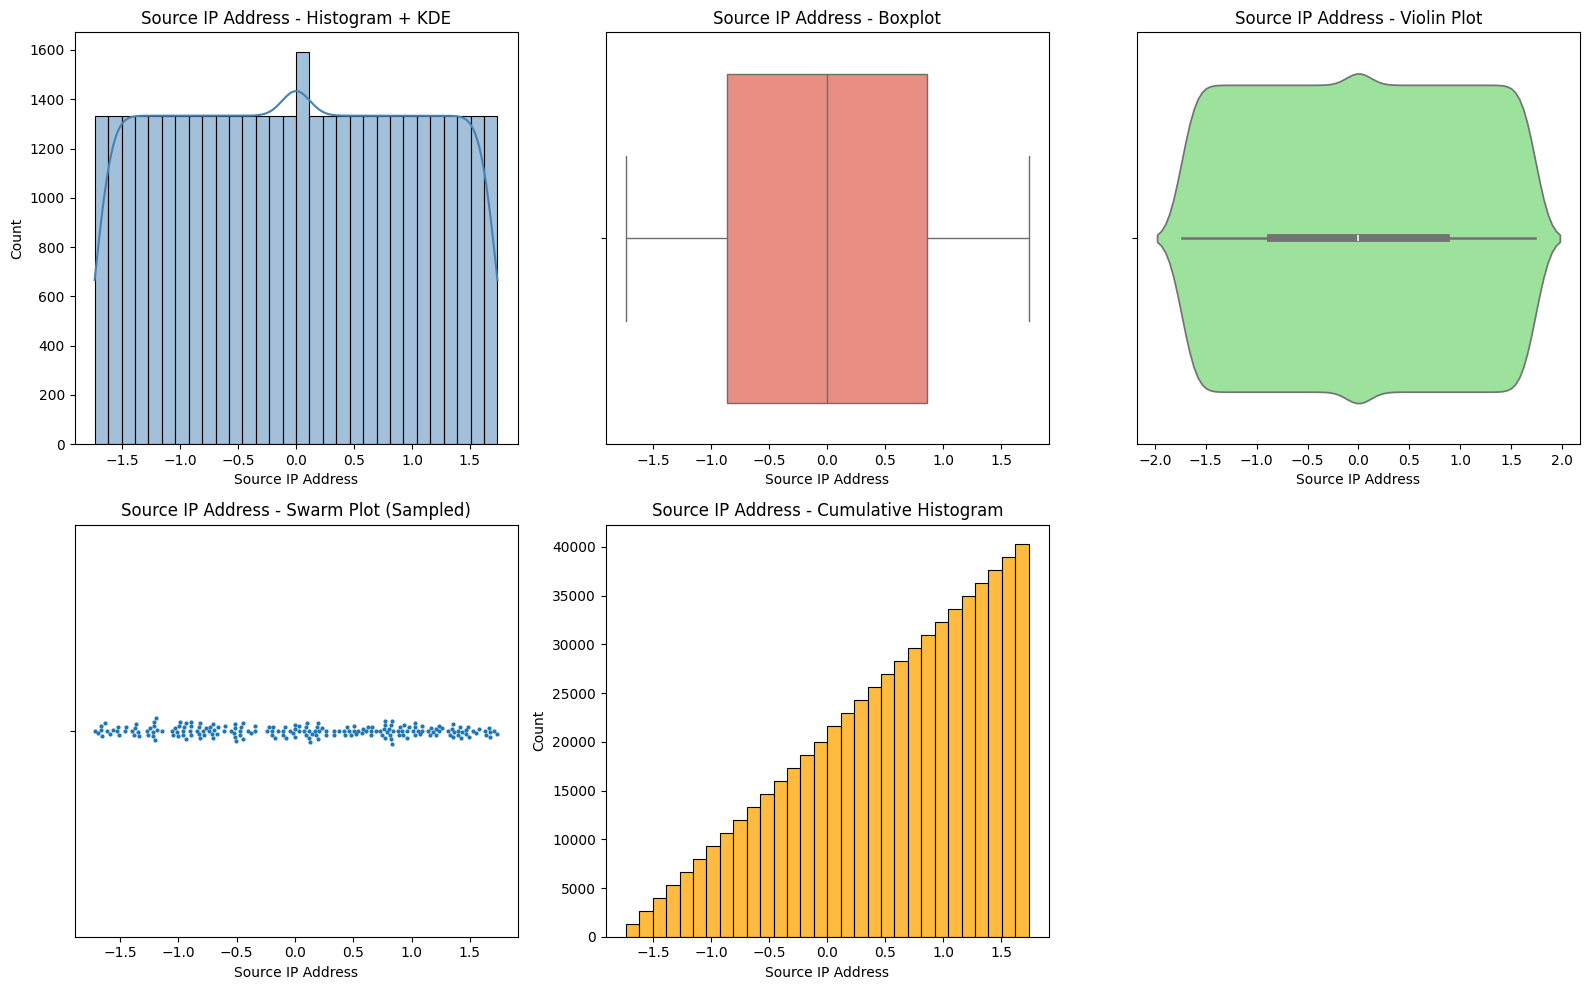 Source IP Address - Histogram + KDE
Count
1600
1400
1200
1000
800
600
400
200
0
−1.5 −1.0 −0.5 0.0 0.5 1.0 1.5
Source IP Address
Source IP Address - Boxplot
−1.5 −1.0 −0.5 0.0 0.5 1.0 1.5
Source IP Address
Source IP Address - Violin Plot
−2.0 −1.5 −1.0 −0.5 0.0 0.5 1.0 1.5 2.0
Source IP Address
Source IP Address - Swarm Plot (Sampled)
−1.5 −1.0 −0.5 0.0 0.5 1.0 1.5
Source IP Address
Source IP Address - Cumulative Histogram
Count
40000
35000
30000
25000
20000
15000
10000
5000
0
−1.5 −1.0 −0.5 0.0 0.5 1.0 1.5
Source IP Address